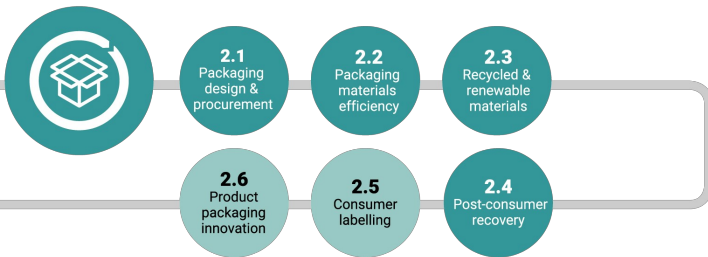 2.1
Packaging
design &
procurement
2.2
Packaging
materials
efficiency
2.3
Recycled &
renewable
materials
2.4
Post-consumer
recovery
2.5
Consumer
labelling
2.6
Product
packaging
innovation